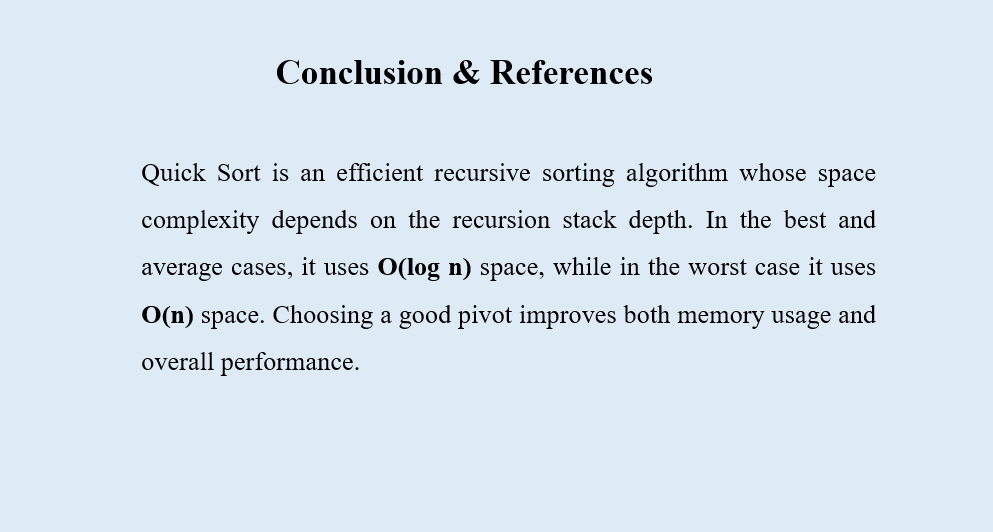 Conclusion & References
Quick Sort is an efficient recursive sorting algorithm whose space
complexity depends on the recursion stack depth. In the best and
average cases, it uses O(log n) space, while in the worst case it uses
O(n) space. Choosing a good pivot improves both memory usage and
overall performance.